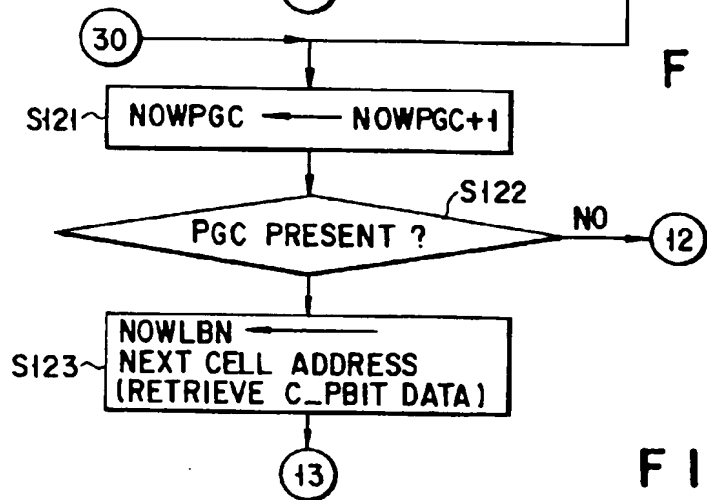 30
F
S121 NOWPGC ← NOWPGC+1
S122
PGC PRESENT ?
NO
12
NOWLBN ←
S123 NEXT CELL ADDRESS
(RETRIEVE C_PBIT DATA)
13
F I